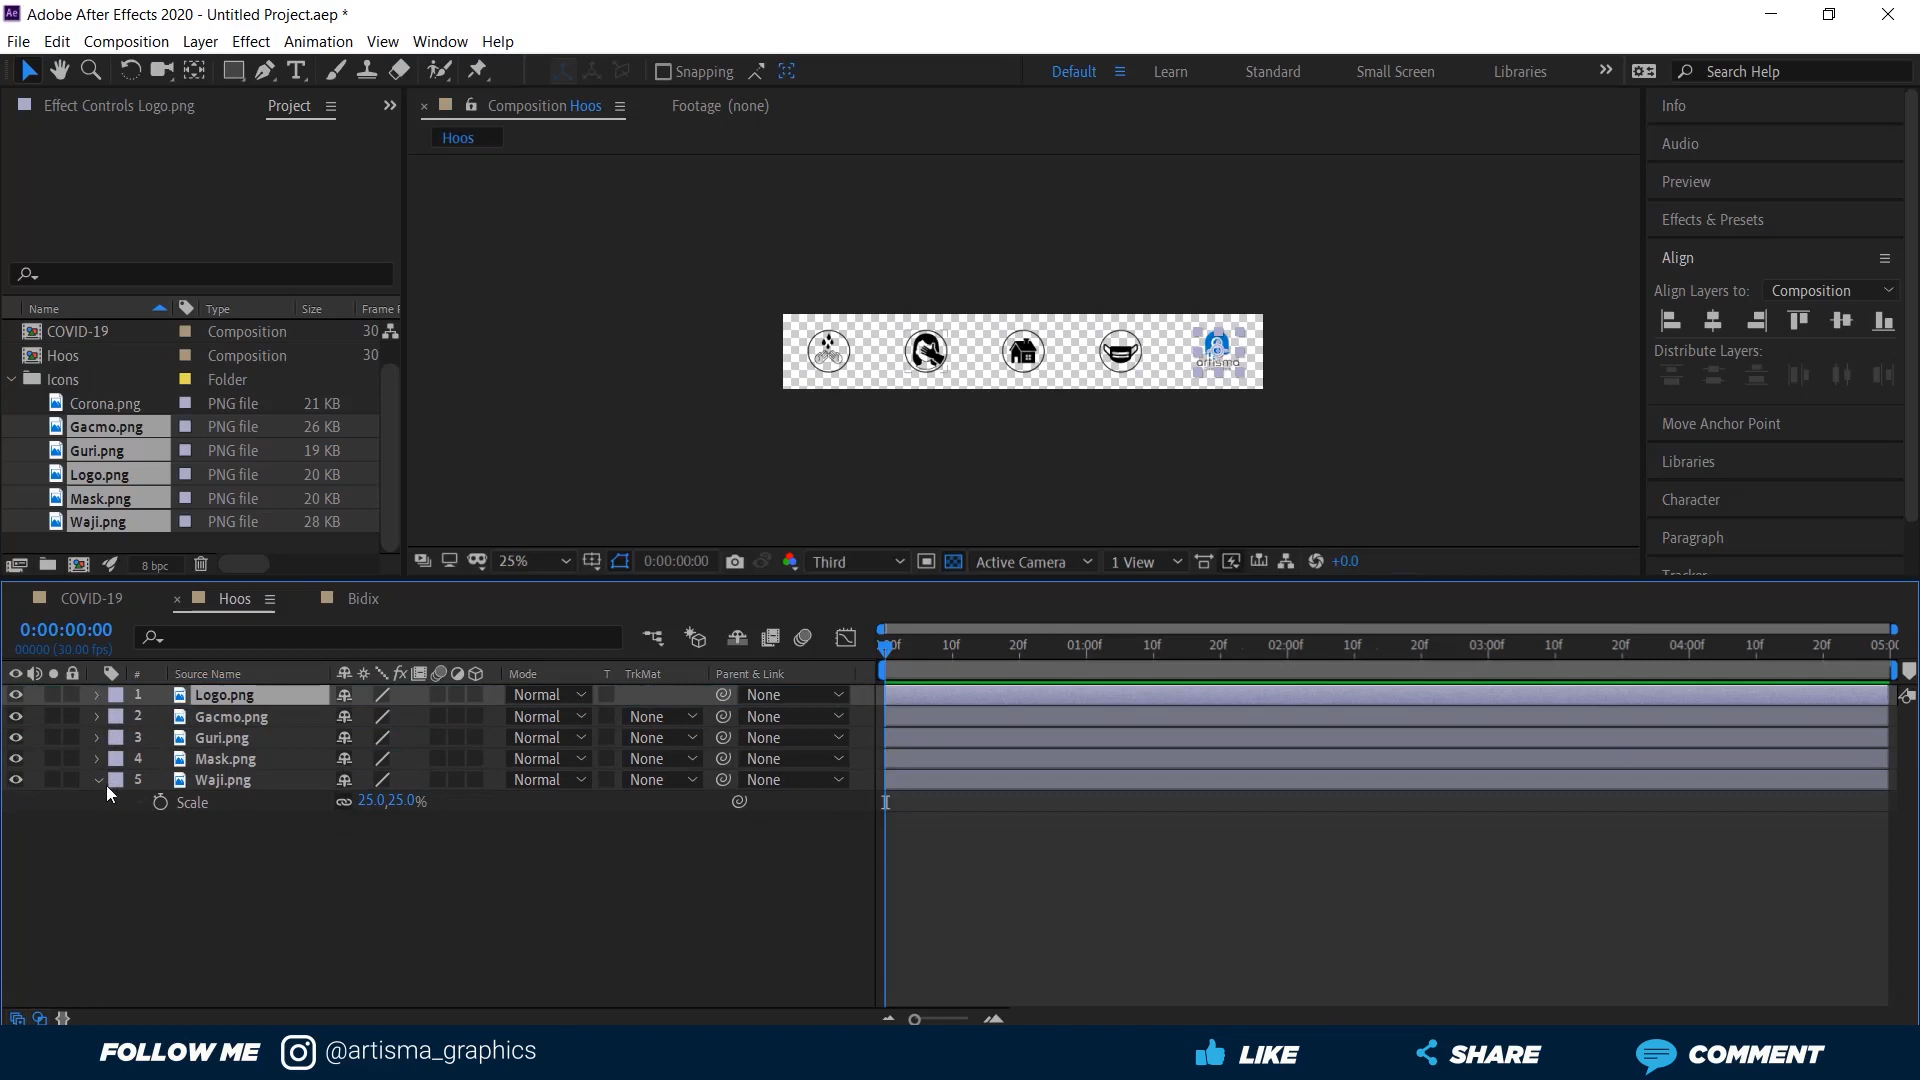 Ae Adobe After Effects 2020 - Untitled Project.aep *
File Edit Composition Layer Effect Animation View Window Help
Snapping Default Learn Standard Small Screen Libraries Search Help
Effect Controls Logo.png Project
Composition Hoos Footage (none)
Hoos
Name Type Size Frame
COVID-19 Composition 30
Hoos Composition 30
Icons Folder
Corona.png PNG file 21 KB
Gacmo.png PNG file 26 KB
Guri.png PNG file 19 KB
Logo.png PNG file 20 KB
Mask.png PNG file 20 KB
Waji.png PNG file 28 KB
8 bpc
artisma
25% 0:00:00:00 Third Active Camera 1 View +0.0
Info
Audio
Preview
Effects & Presets
Align
Align Layers to: Composition
Distribute Layers:
Move Anchor Point
Libraries
Character
Paragraph
COVID-19 Hoos Bidix
0:00:00:00
00000 (30.00 fps)
10f 20f 01:00f 10f 20f 02:00f 10f 20f 03:00f 10f 20f 04:00f 10f 20f
# Source Name fx Mode T TrkMat Parent & Link
1 Logo.png Normal None
2 Gacmo.png Normal None None
3 Guri.png Normal None None
4 Mask.png Normal None None
5 Waji.png Normal None None
Scale 25.0,25.0%
FOLLOW ME @artisma_graphics LIKE SHARE COMMENT